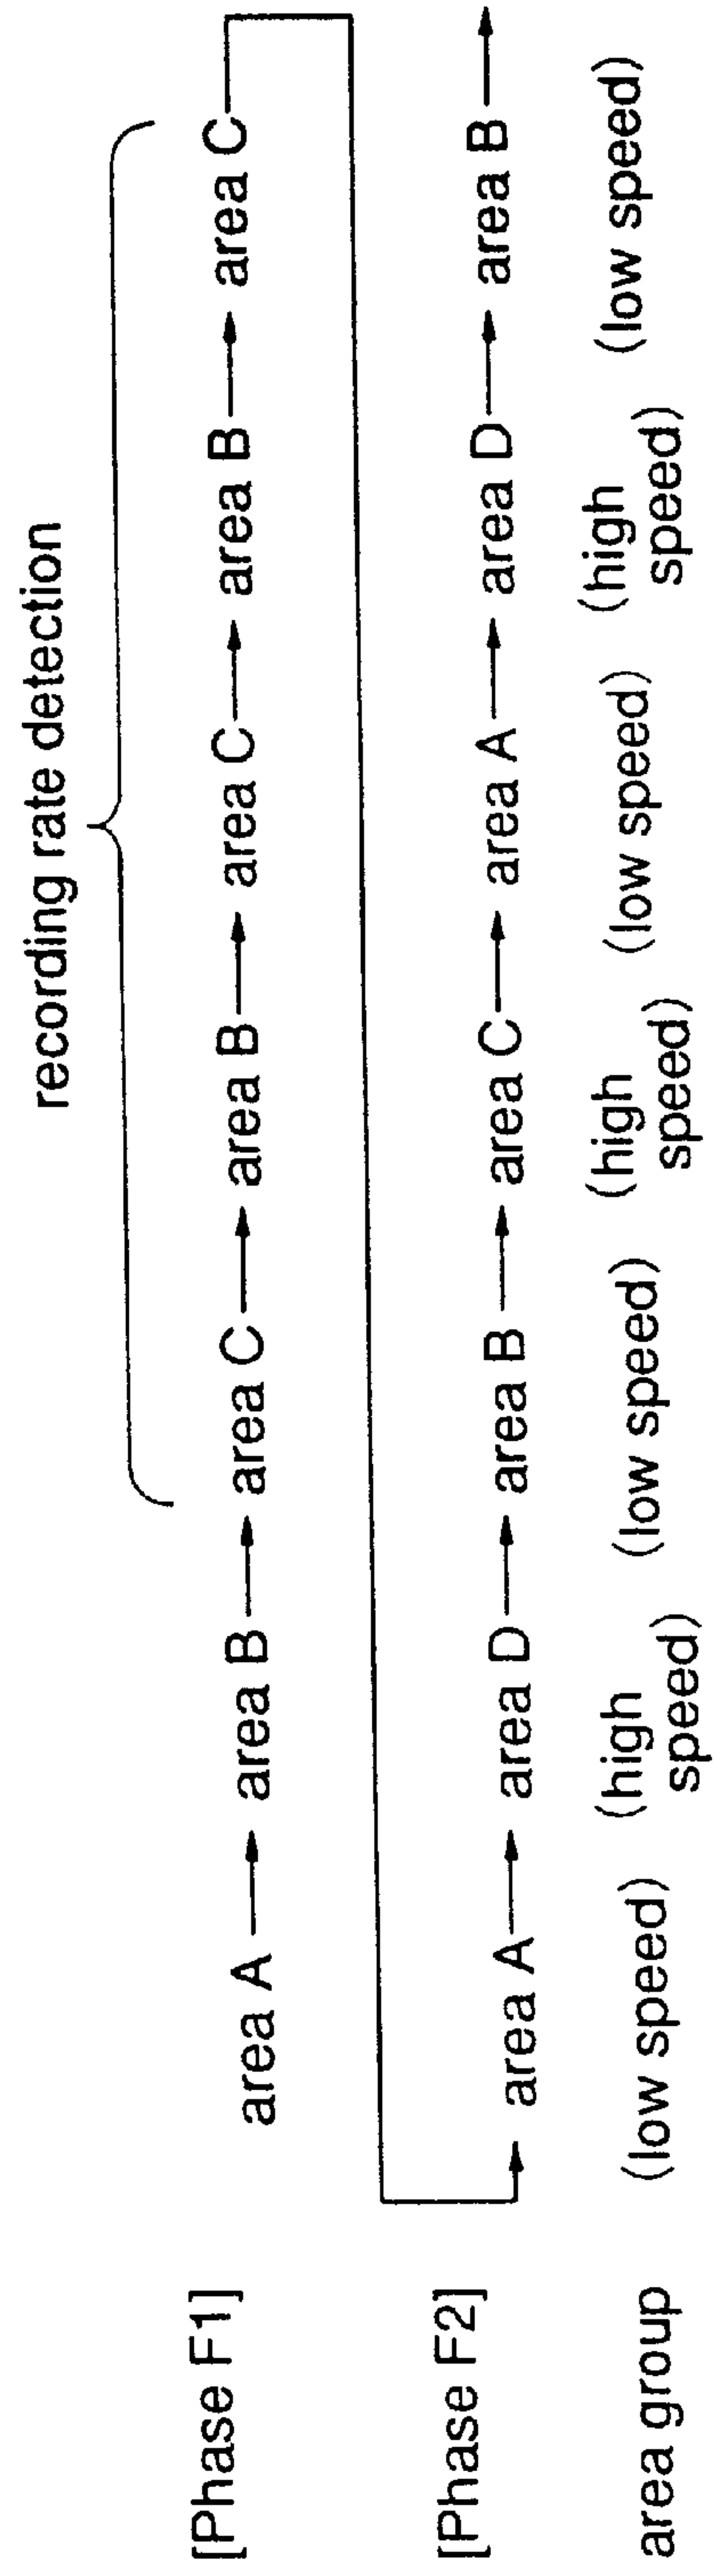 recording rate detection
[Phase F1] area A area B area C area B area C area B area C
[Phase F2] area A area D area B area C area A area D area B
area group (low speed) (high speed) (low speed) (high speed) (low speed) (high speed) (low speed)